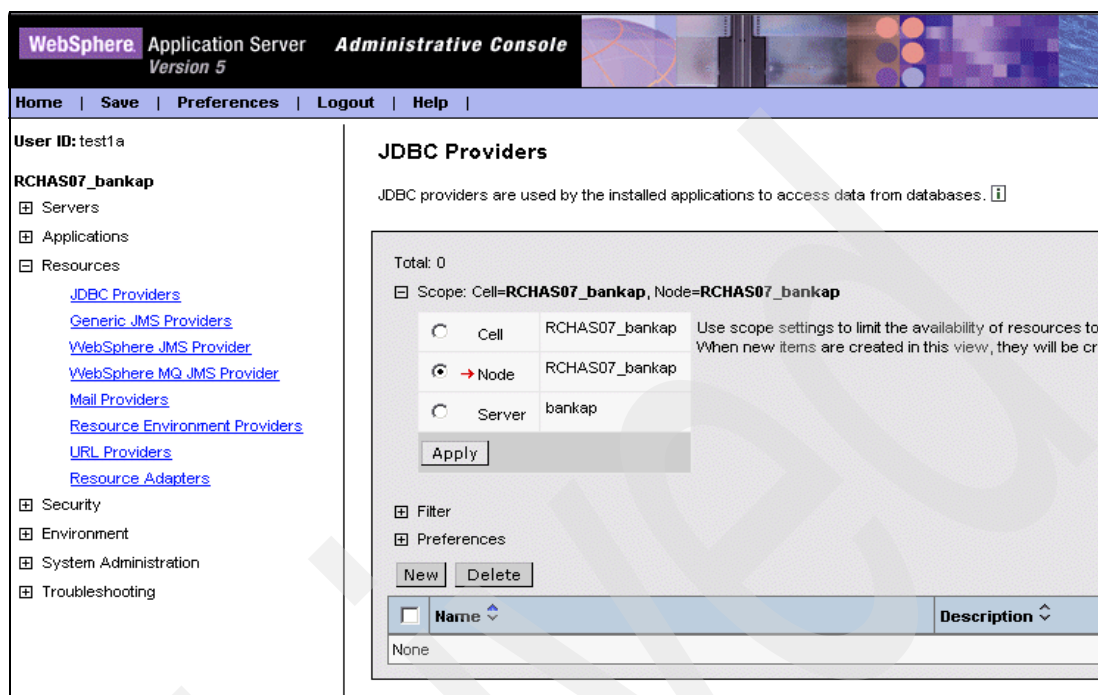 WebSphere Application Server Administrative Console
Version 5
Home | Save | Preferences | Logout | Help |
User ID: test1a
RCHAS07_bankap
Servers
Applications
Resources
JDBC Providers
Generic JMS Providers
WebSphere JMS Provider
WebSphere MQ JMS Provider
Mail Providers
Resource Environment Providers
URL Providers
Resource Adapters
Security
Environment
System Administration
Troubleshooting
JDBC Providers
JDBC providers are used by the installed applications to access data from databases. i
Total: 0
Scope: Cell=RCHAS07_bankap, Node=RCHAS07_bankap
Cell RCHAS07_bankap
Node RCHAS07_bankap
Server bankap
Use scope settings to limit the availability of resources to
When new items are created in this view, they will be cr
Apply
Filter
Preferences
New Delete
Name Description
None